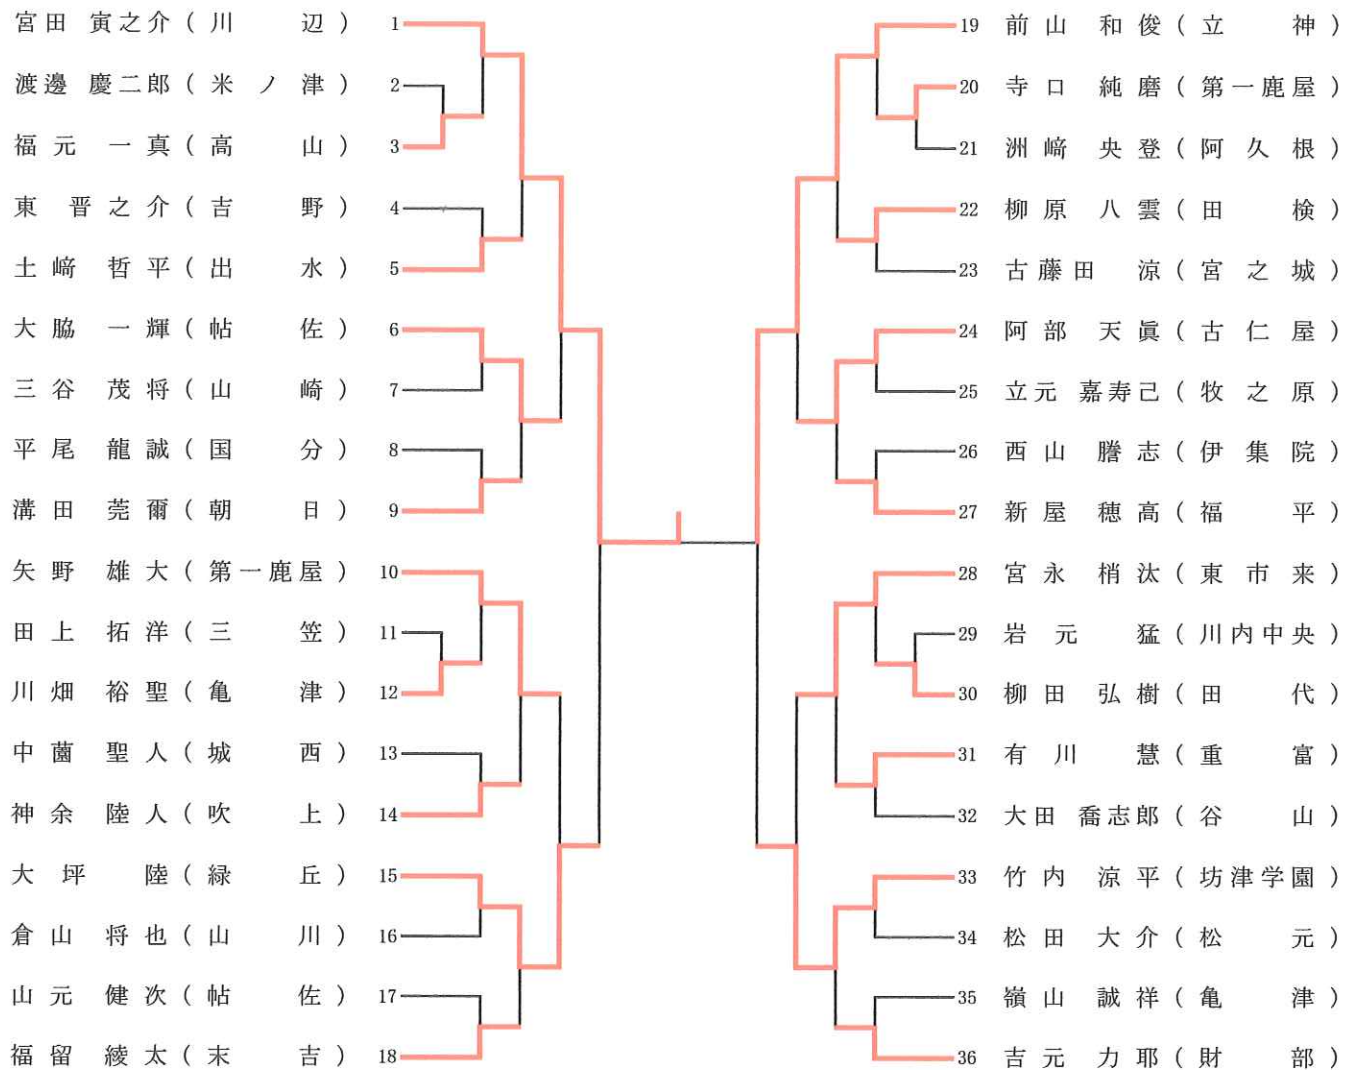 宮田 寅之介 ( 川 辺 ) 1
渡邊 慶二郎 ( 米ノ津 ) 2
福元 一真 ( 高 山 ) 3
東 晋之介 ( 吉 野 ) 4
土﨑 哲平 ( 出 水 ) 5
大脇 一輝 ( 帖 佐 ) 6
三谷 茂将 ( 山 崎 ) 7
平尾 龍誠 ( 国 分 ) 8
溝田 莞爾 ( 朝 日 ) 9
矢野 雄大 ( 第一鹿屋 ) 10
田上 拓洋 ( 三 笠 ) 11
川畑 裕聖 ( 亀 津 ) 12
中薗 聖人 ( 城 西 ) 13
神余 陸人 ( 吹 上 ) 14
大坪 陸 ( 緑 丘 ) 15
倉山 将也 ( 山 川 ) 16
山元 健次 ( 帖 佐 ) 17
福留 綾太 ( 末 吉 ) 18
19 前山 和俊 ( 立 神 )
20 寺口 純磨 ( 第一鹿屋 )
21 洲﨑 央登 ( 阿久根 )
22 柳原 八雲 ( 田 検 )
23 古藤田 涼 ( 宮之城 )
24 阿部 天眞 ( 古仁屋 )
25 立元 嘉寿己 ( 牧之原 )
26 西山 謄志 ( 伊集院 )
27 新屋 穂高 ( 福 平 )
28 宮永 梢汰 ( 東市来 )
29 岩元 猛 ( 川内中央 )
30 柳田 弘樹 ( 田 代 )
31 有川 慧 ( 重 富 )
32 大田 喬志郎 ( 谷 山 )
33 竹内 涼平 ( 坊津学園 )
34 松田 大介 ( 松 元 )
35 嶺山 誠祥 ( 亀 津 )
36 吉元 力耶 ( 財 部 )